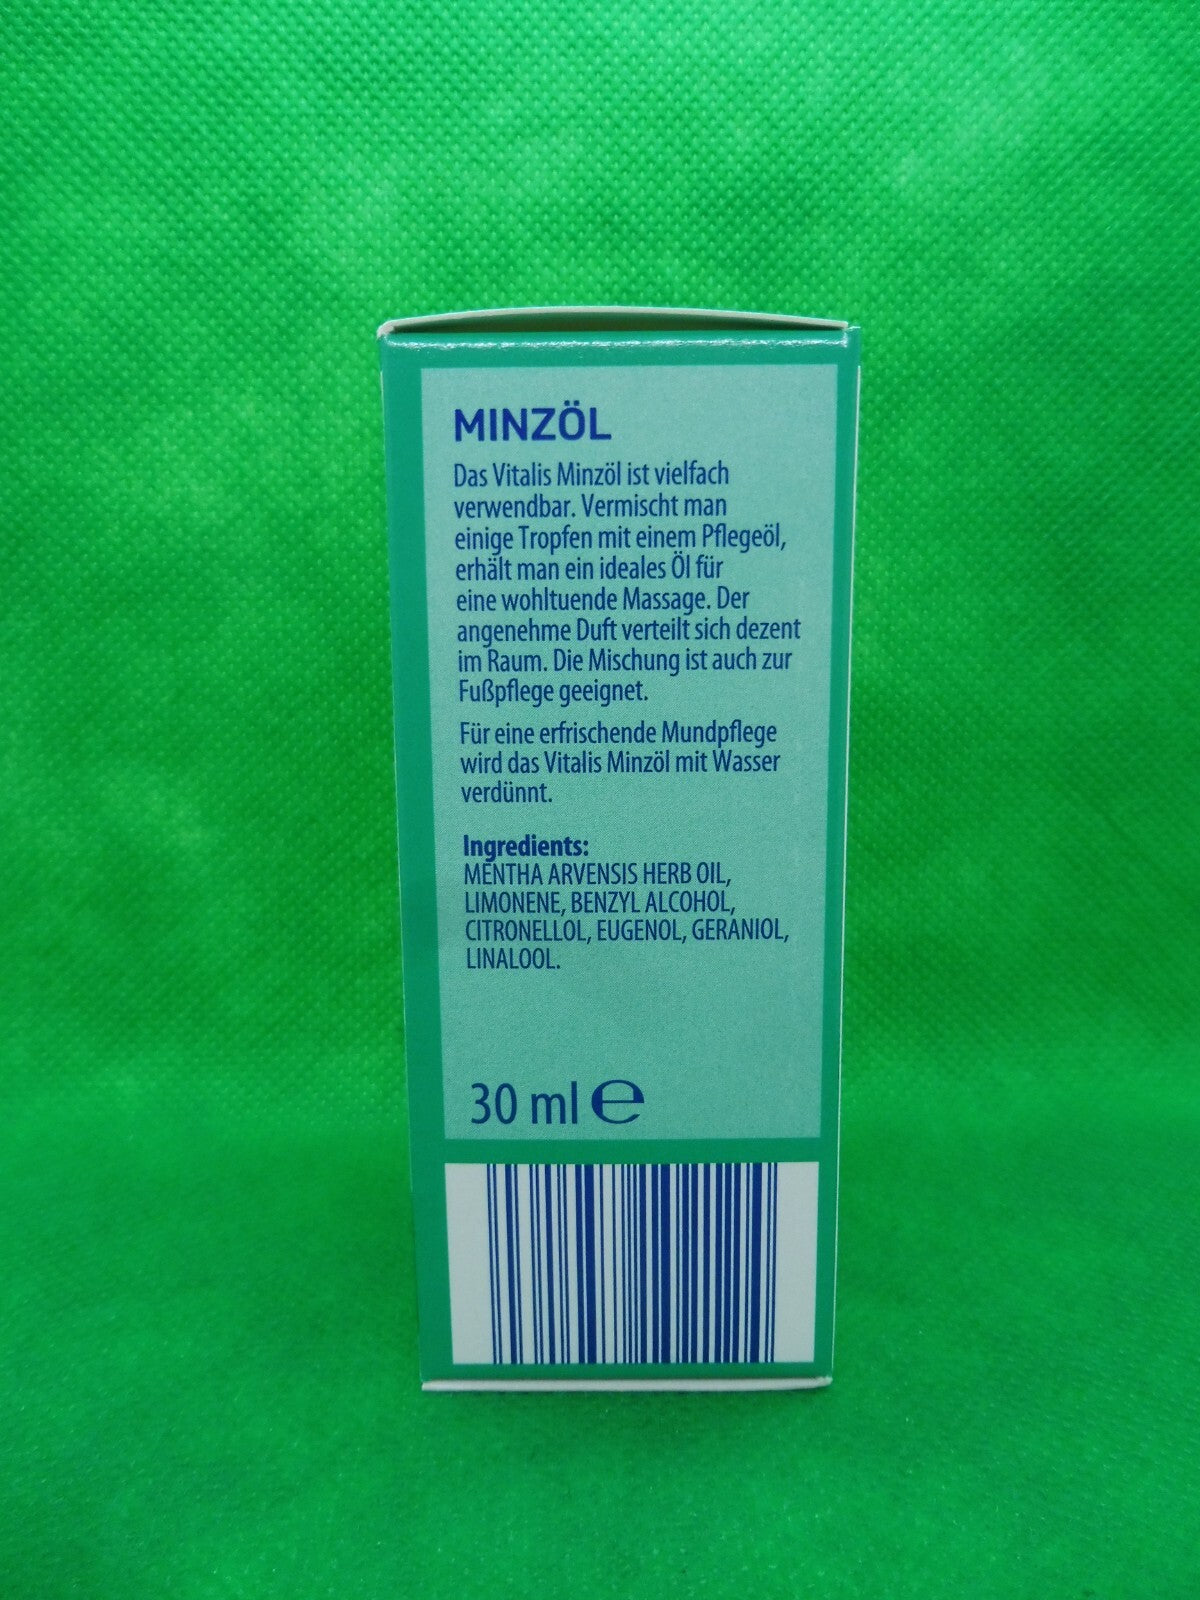 MINZÖL
Das Vitalis Minzöl ist vielfach
verwendbar. Vermischt man
einige Tropfen mit einem Pflegeöl,
erhält man ein ideales Öl für
eine wohltuende Massage. Der
angenehme Duft verteilt sich dezent
im Raum. Die Mischung ist auch zur
Fußpflege geeignet.
Für eine erfrischende Mundpflege
wird das Vitalis Minzöl mit Wasser
verdünnt.
Ingredients:
MENTHA ARVENSIS HERB OIL,
LIMONENE, BENZYL ALCOHOL,
CITRONELLOL, EUGENOL, GERANIOL,
LINALOOL.
30 ml ℮